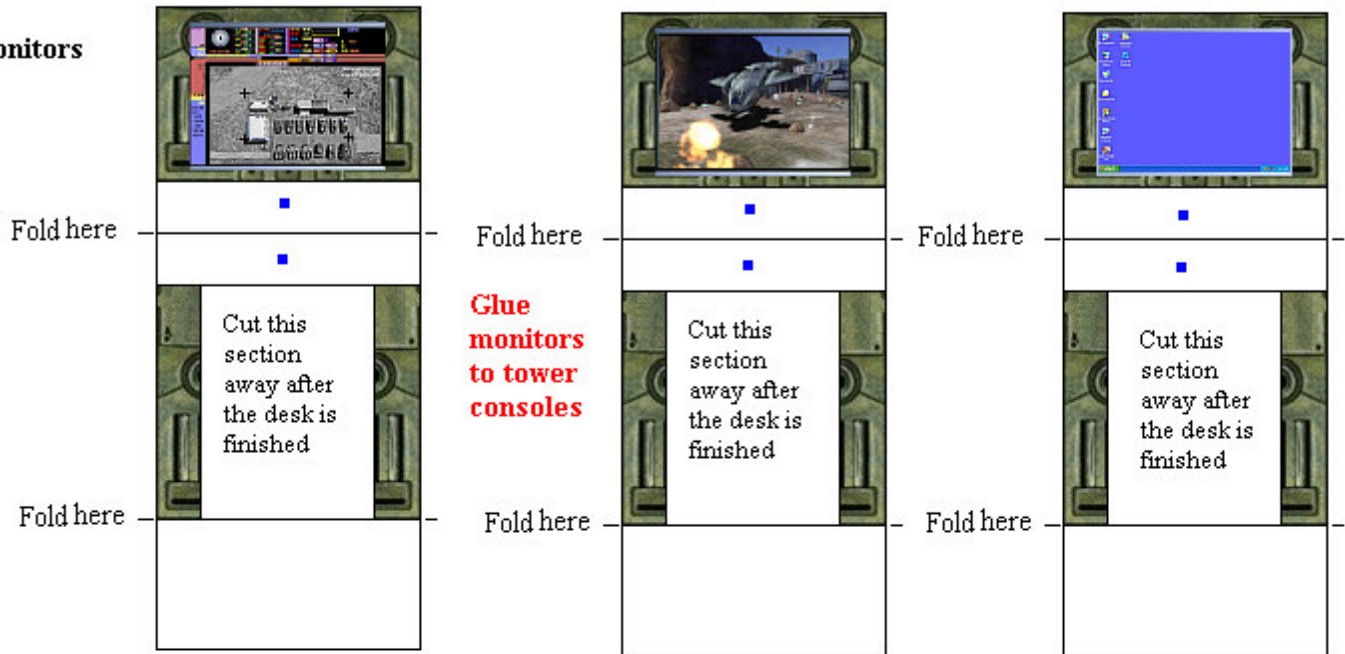 Fold here
Fold here
Fold here
Glue
monitors
to tower
consoles
Cut this
section
away after
the desk is
finished
Cut this
section
away after
the desk is
finished
Cut this
section
away after
the desk is
finished
Fold here
Fold here
Fold here